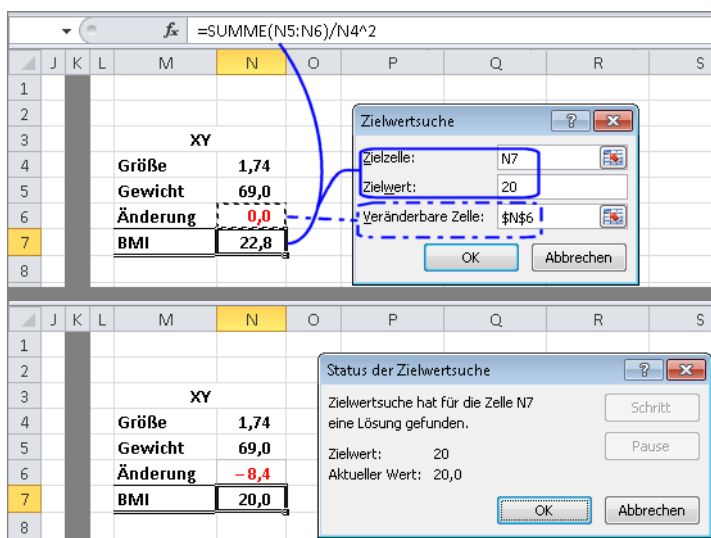 fx =SUMME(N5:N6)/N4^2
J K L M N O P Q R S
1
2
3 XY
4 Größe 1,74
5 Gewicht 69,0
6 Änderung 0,0
7 BMI 22,8
8
Zielwertsuche
Zielzelle: N7
Zielwert: 20
Veränderbare Zelle: $N$6
OK Abbrechen
J K L M N O P Q R S
1
2
3 XY
4 Größe 1,74
5 Gewicht 69,0
6 Änderung –8,4
7 BMI 20,0
8
Status der Zielwertsuche
Zielwertsuche hat für die Zelle N7
eine Lösung gefunden.
Zielwert: 20
Aktueller Wert: 20,0
Schritt
Pause
OK Abbrechen